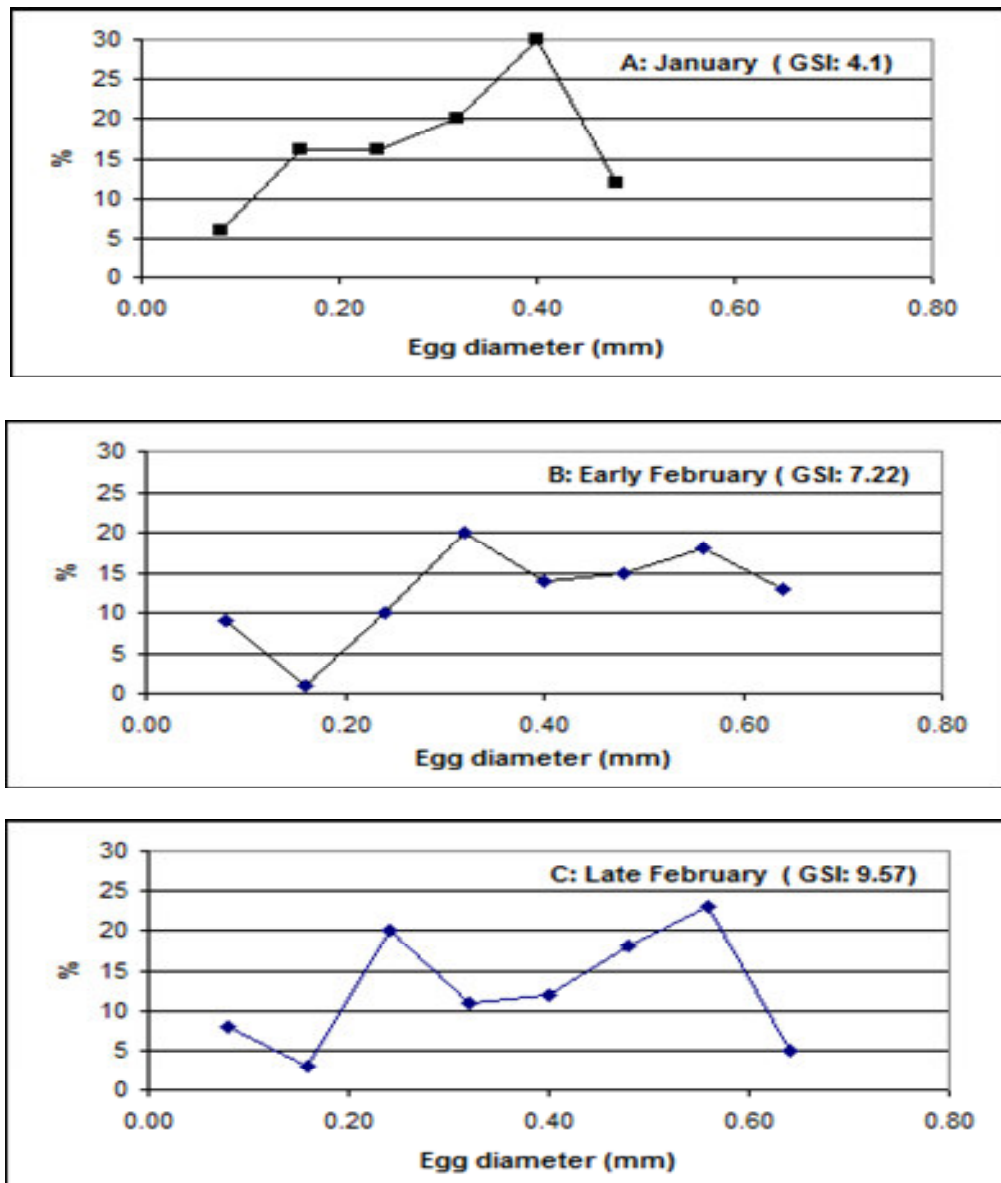 30
A: January ( GSI: 4.1)
25
20
%
15
10
5
0
0.00 0.20 0.40 0.60 0.80
Egg diameter (mm)
30
B: Early February ( GSI: 7.22)
25
20
%
15
10
5
0
0.00 0.20 0.40 0.60 0.80
Egg diameter (mm)
30
C: Late February ( GSI: 9.57)
25
20
%
15
10
5
0
0.00 0.20 0.40 0.60 0.80
Egg diameter (mm)